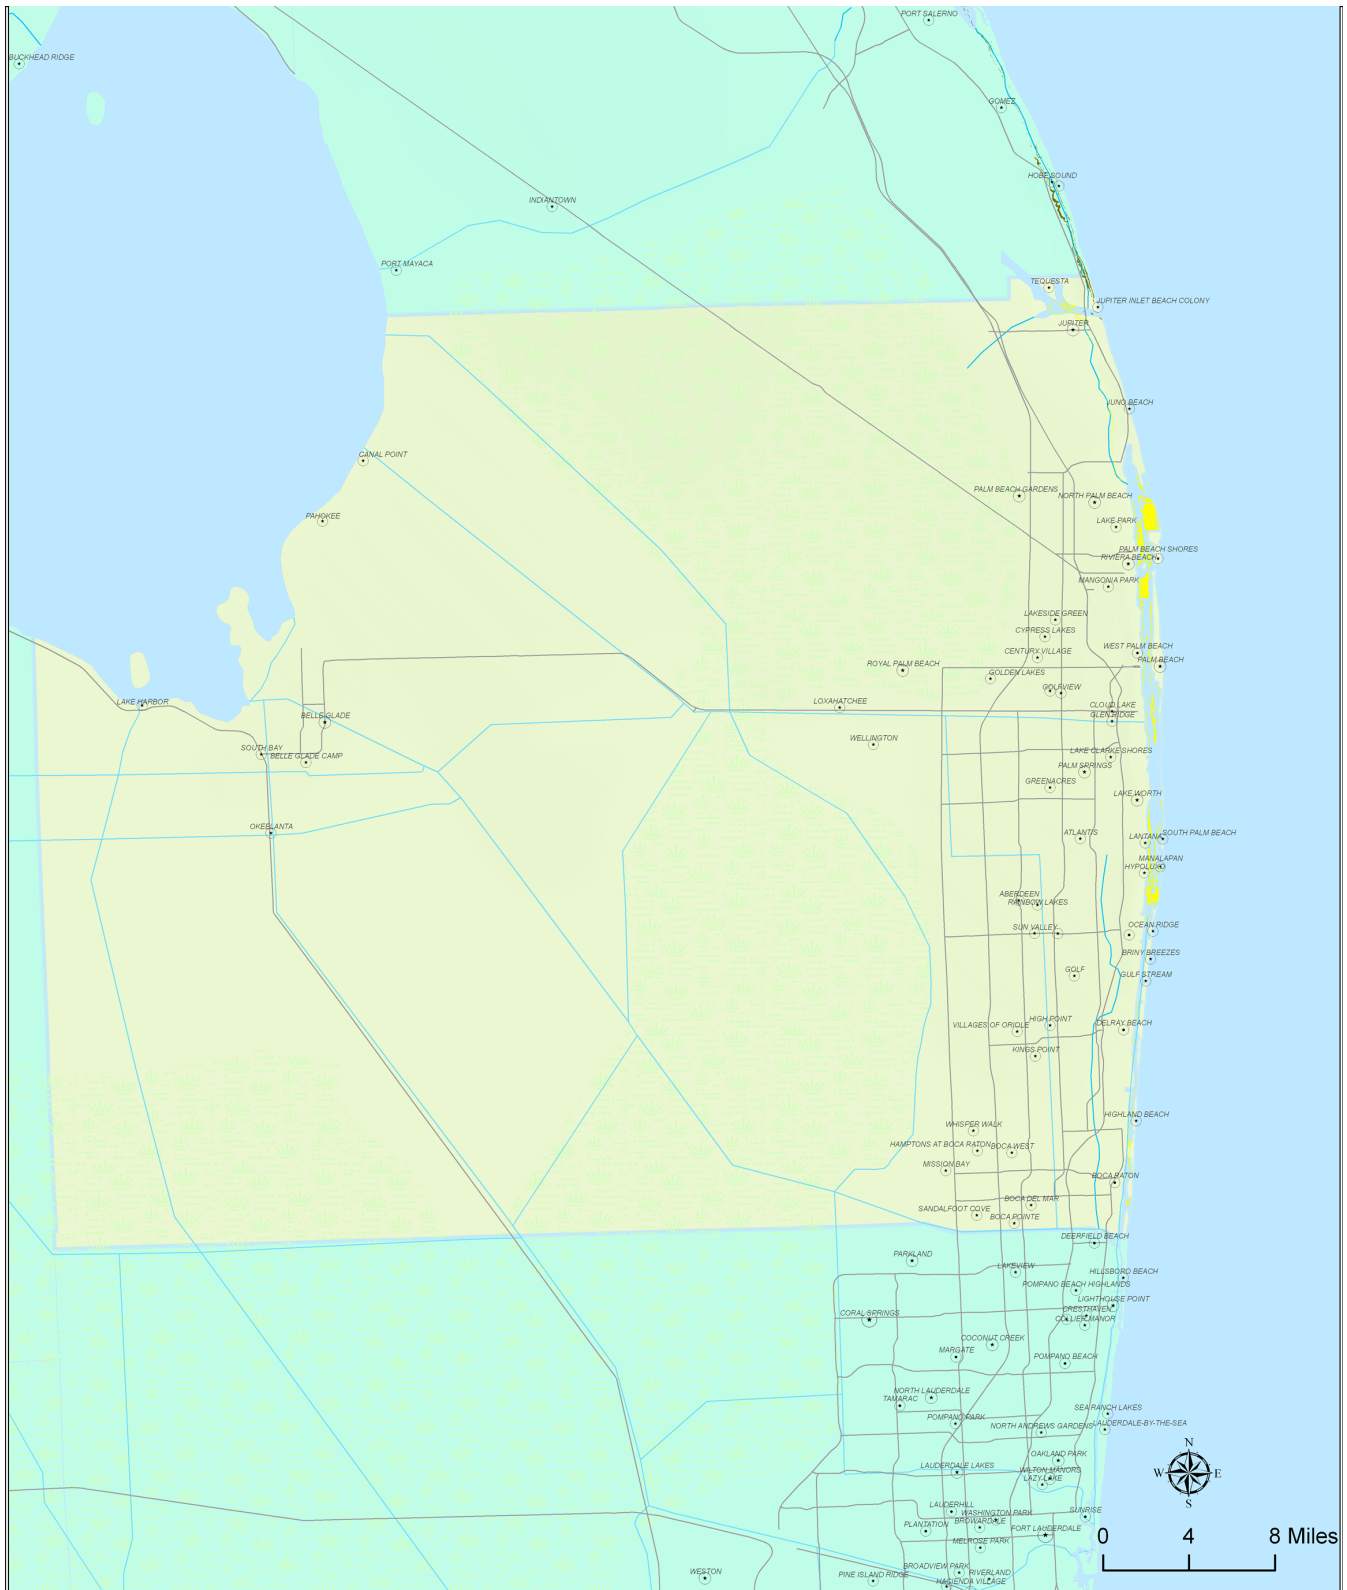 PORT SALERNO
BUCKHEAD RIDGE
GOMEZ
HOBE SOUND
INDIANTOWN
PORT MAYACA
TEQUESTA
JUPITER INLET BEACH COLONY
JUPITER
JUNO BEACH
CANAL POINT
PALM BEACH GARDENS
NORTH PALM BEACH
PAHOKEE
LAKE PARK
PALM BEACH SHORES
RIVIERA BEACH
MANGONIA PARK
LAKESIDE GREEN
CYPRESS LAKES
WEST PALM BEACH
CENTURY VILLAGE
PALM BEACH
ROYAL PALM BEACH
GOLDEN LAKES
GOLFVIEW
LAKE HARBOR
LOXAHATCHEE
CLOUD LAKE
BELLE GLADE
GLEN RIDGE
WELLINGTON
SOUTH BAY
LAKE CLARKE SHORES
BELLE GLADE CAMP
PALM SPRINGS
GREENACRES
LAKE WORTH
OKEELANTA
ATLANTIS
LANTANA
SOUTH PALM BEACH
MANALAPAN
HYPOLUXO
ABERDEEN
RAINBOW LAKES
SUN VALLEY
OCEAN RIDGE
BRINY BREEZES
GOLF
GULF STREAM
HIGH POINT
VILLAGES OF ORIOLE
DELRAY BEACH
KINGS POINT
HIGHLAND BEACH
WHISPER WALK
HAMPTONS AT BOCA RATON
BOCA WEST
MISSION BAY
BOCA RATON
BOCA DEL MAR
SANDALFOOT COVE
BOCA POINTE
DEERFIELD BEACH
PARKLAND
LAKEVIEW
HILLSBORO BEACH
POMPANO BEACH HIGHLANDS
LIGHTHOUSE POINT
CORAL SPRINGS
CRESTHAVEN
COLLIER MANOR
COCONUT CREEK
MARGATE
POMPANO BEACH
NORTH LAUDERDALE
TAMARAC
SEA RANCH LAKES
POMPANO PARK
NORTH ANDREWS GARDENS
LAUDERDALE-BY-THE-SEA
OAKLAND PARK
LAUDERDALE LAKES
WILTON MANORS
LAZY LAKE
LAUDERHILL
WASHINGTON PARK
SUNRISE
PLANTATION
BROWARDALE
FORT LAUDERDALE
MELROSE PARK
BROADVIEW PARK
WESTON
PINE ISLAND RIDGE
RIVERLAND
HACIENDA VILLAGE
N
W E
S
0 4 8 Miles